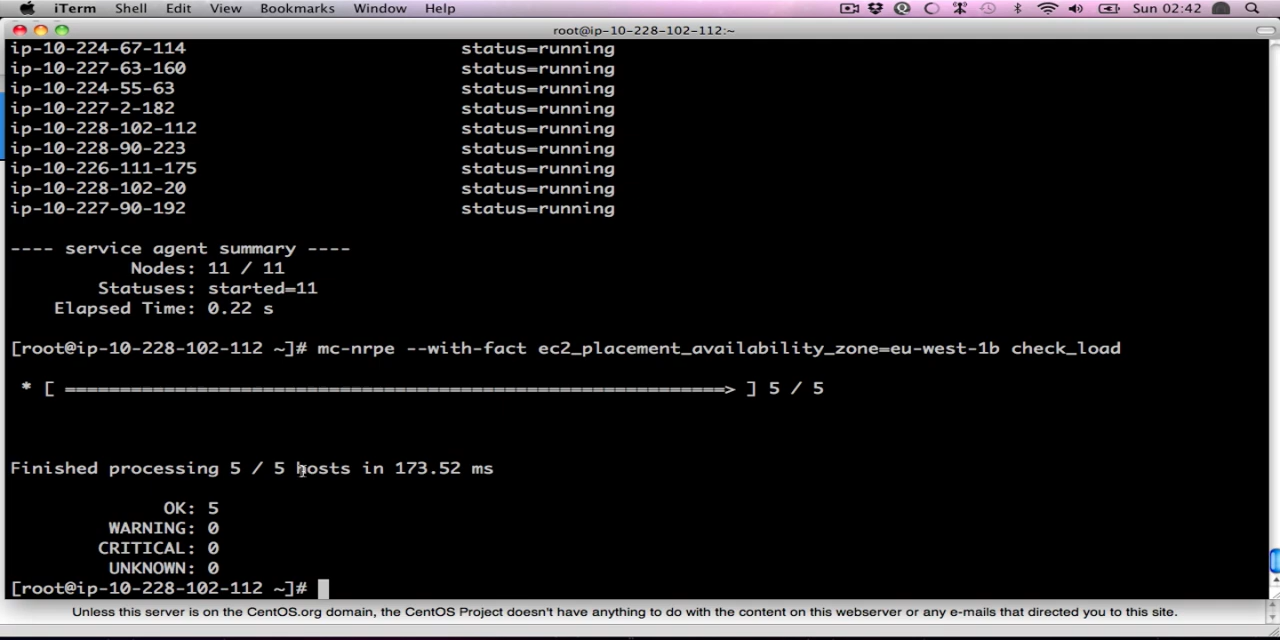 iTerm Shell Edit View Bookmarks Window Help Sun 02:42
root@ip-10-228-102-112:~
ip-10-224-67-114 status=running
ip-10-227-63-160 status=running
ip-10-224-55-63 status=running
ip-10-227-2-182 status=running
ip-10-228-102-112 status=running
ip-10-228-90-223 status=running
ip-10-226-111-175 status=running
ip-10-228-102-20 status=running
ip-10-227-90-192 status=running
---- service agent summary ----
Nodes: 11 / 11
Statuses: started=11
Elapsed Time: 0.22 s
[root@ip-10-228-102-112 ~]# mc-nrpe --with-fact ec2_placement_availability_zone=eu-west-1b check_load
* [ ============================================================> ] 5 / 5
Finished processing 5 / 5 hosts in 173.52 ms
OK: 5
WARNING: 0
CRITICAL: 0
UNKNOWN: 0
[root@ip-10-228-102-112 ~]#
Unless this server is on the CentOS.org domain, the CentOS Project doesn't have anything to do with the content on this webserver or any e-mails that directed you to this site.